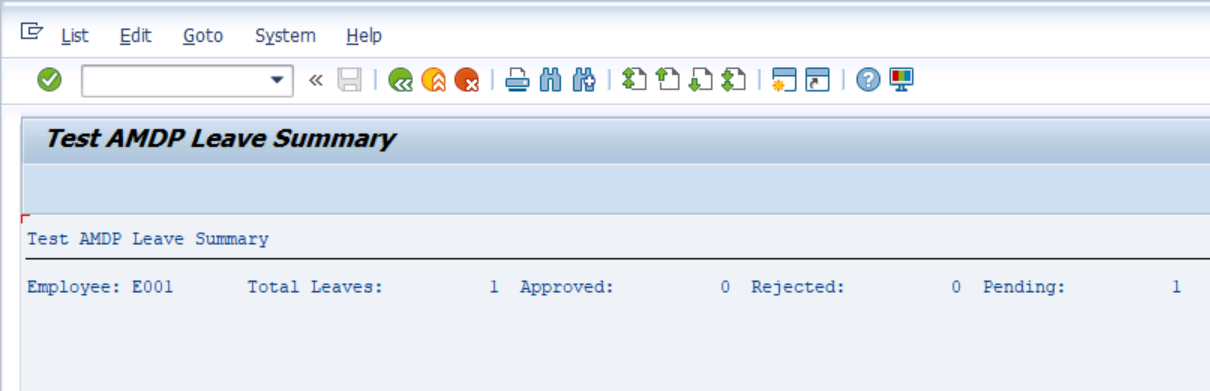 List Edit Goto System Help
Test AMDP Leave Summary
Test AMDP Leave Summary
Employee: E001 Total Leaves: 1 Approved: 0 Rejected: 0 Pending: 1